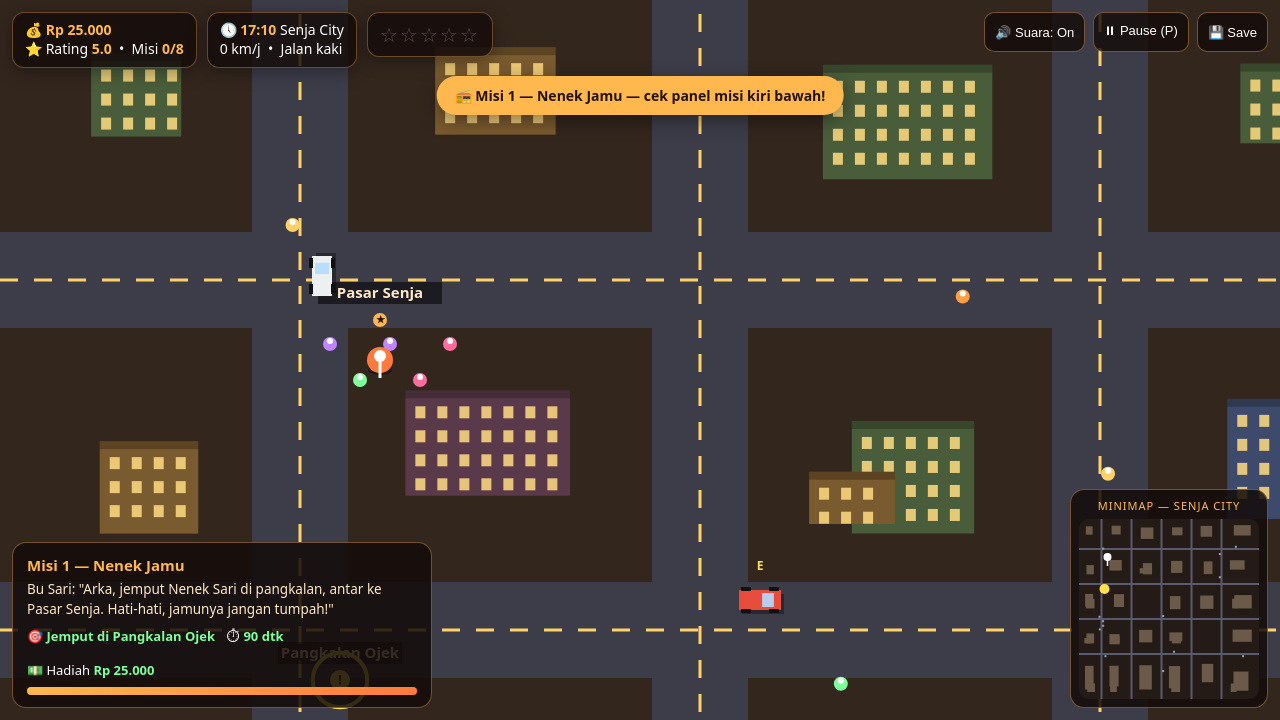 💰 Rp 25.000
⭐ Rating 5.0 • Misi 0/8
🕔 17:10 Senja City
0 km/j • Jalan kaki
☆☆☆☆☆
🔊 Suara: On
⏸ Pause (P)
💾 Save
📻 Misi 1 — Nenek Jamu — cek panel misi kiri bawah!
Pasar Senja
E
MINIMAP — SENJA CITY
Misi 1 — Nenek Jamu
Bu Sari: "Arka, jemput Nenek Sari di pangkalan, antar ke
Pasar Senja. Hati-hati, jamunya jangan tumpah!"
🎯 Jemput di Pangkalan Ojek ⏱ 90 dtk
Pangkalan Ojek
💵 Hadiah Rp 25.000
!